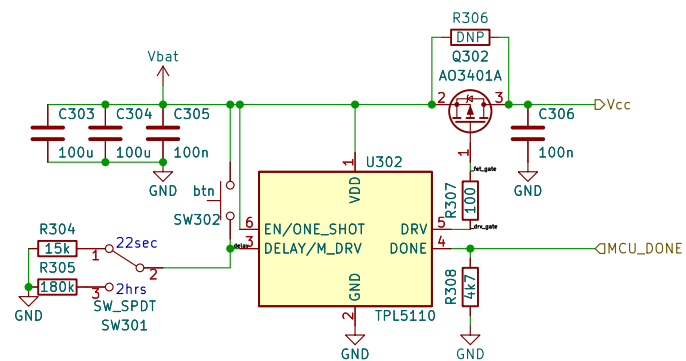 R306
DNP
Q302
AO3401A
Vbat
2
3
Vcc
C303
C304
C305
C306
100u
100u
100n
100n
1
_fet_gate
GND
GND
U302
1
VDD
R307
100
btn
SW302
6
EN/ONE_SHOT
DRV
5
_drv_gate
delay
3
DELAY/M_DRV
DONE
4
MCU_DONE
R304
15k
1
22sec
2
R305
180k
3
2hrs
GND
SW_SPDT
SW301
R308
4k7
GND
2
TPL5110
GND
GND